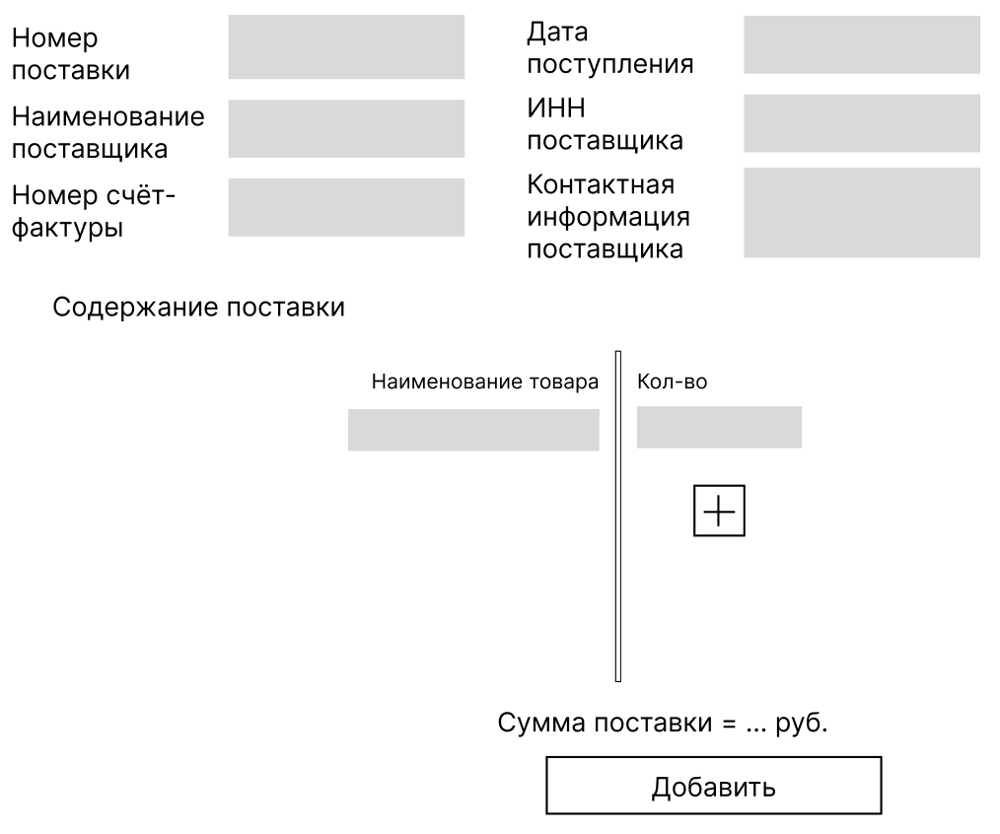 Номер
поставки
Дата
поступления
Наименование
поставщика
ИНН
поставщика
Номер счёт-
фактуры
Контактная
информация
поставщика
Содержание поставки
Наименование товара
Кол-во
Сумма поставки = ... руб.
Добавить